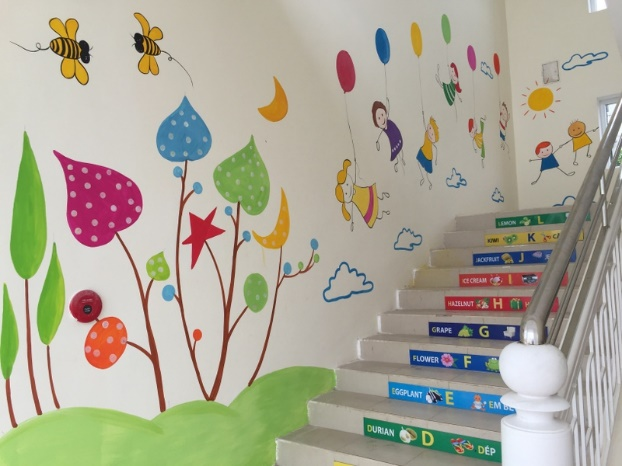 LEMON L
KIWI K
JACKFRUIT J
ICE CREAM I
HAZELNUT H
GRAPE G
FLOWER F
EGGPLANT E
DURIAN D DÉP